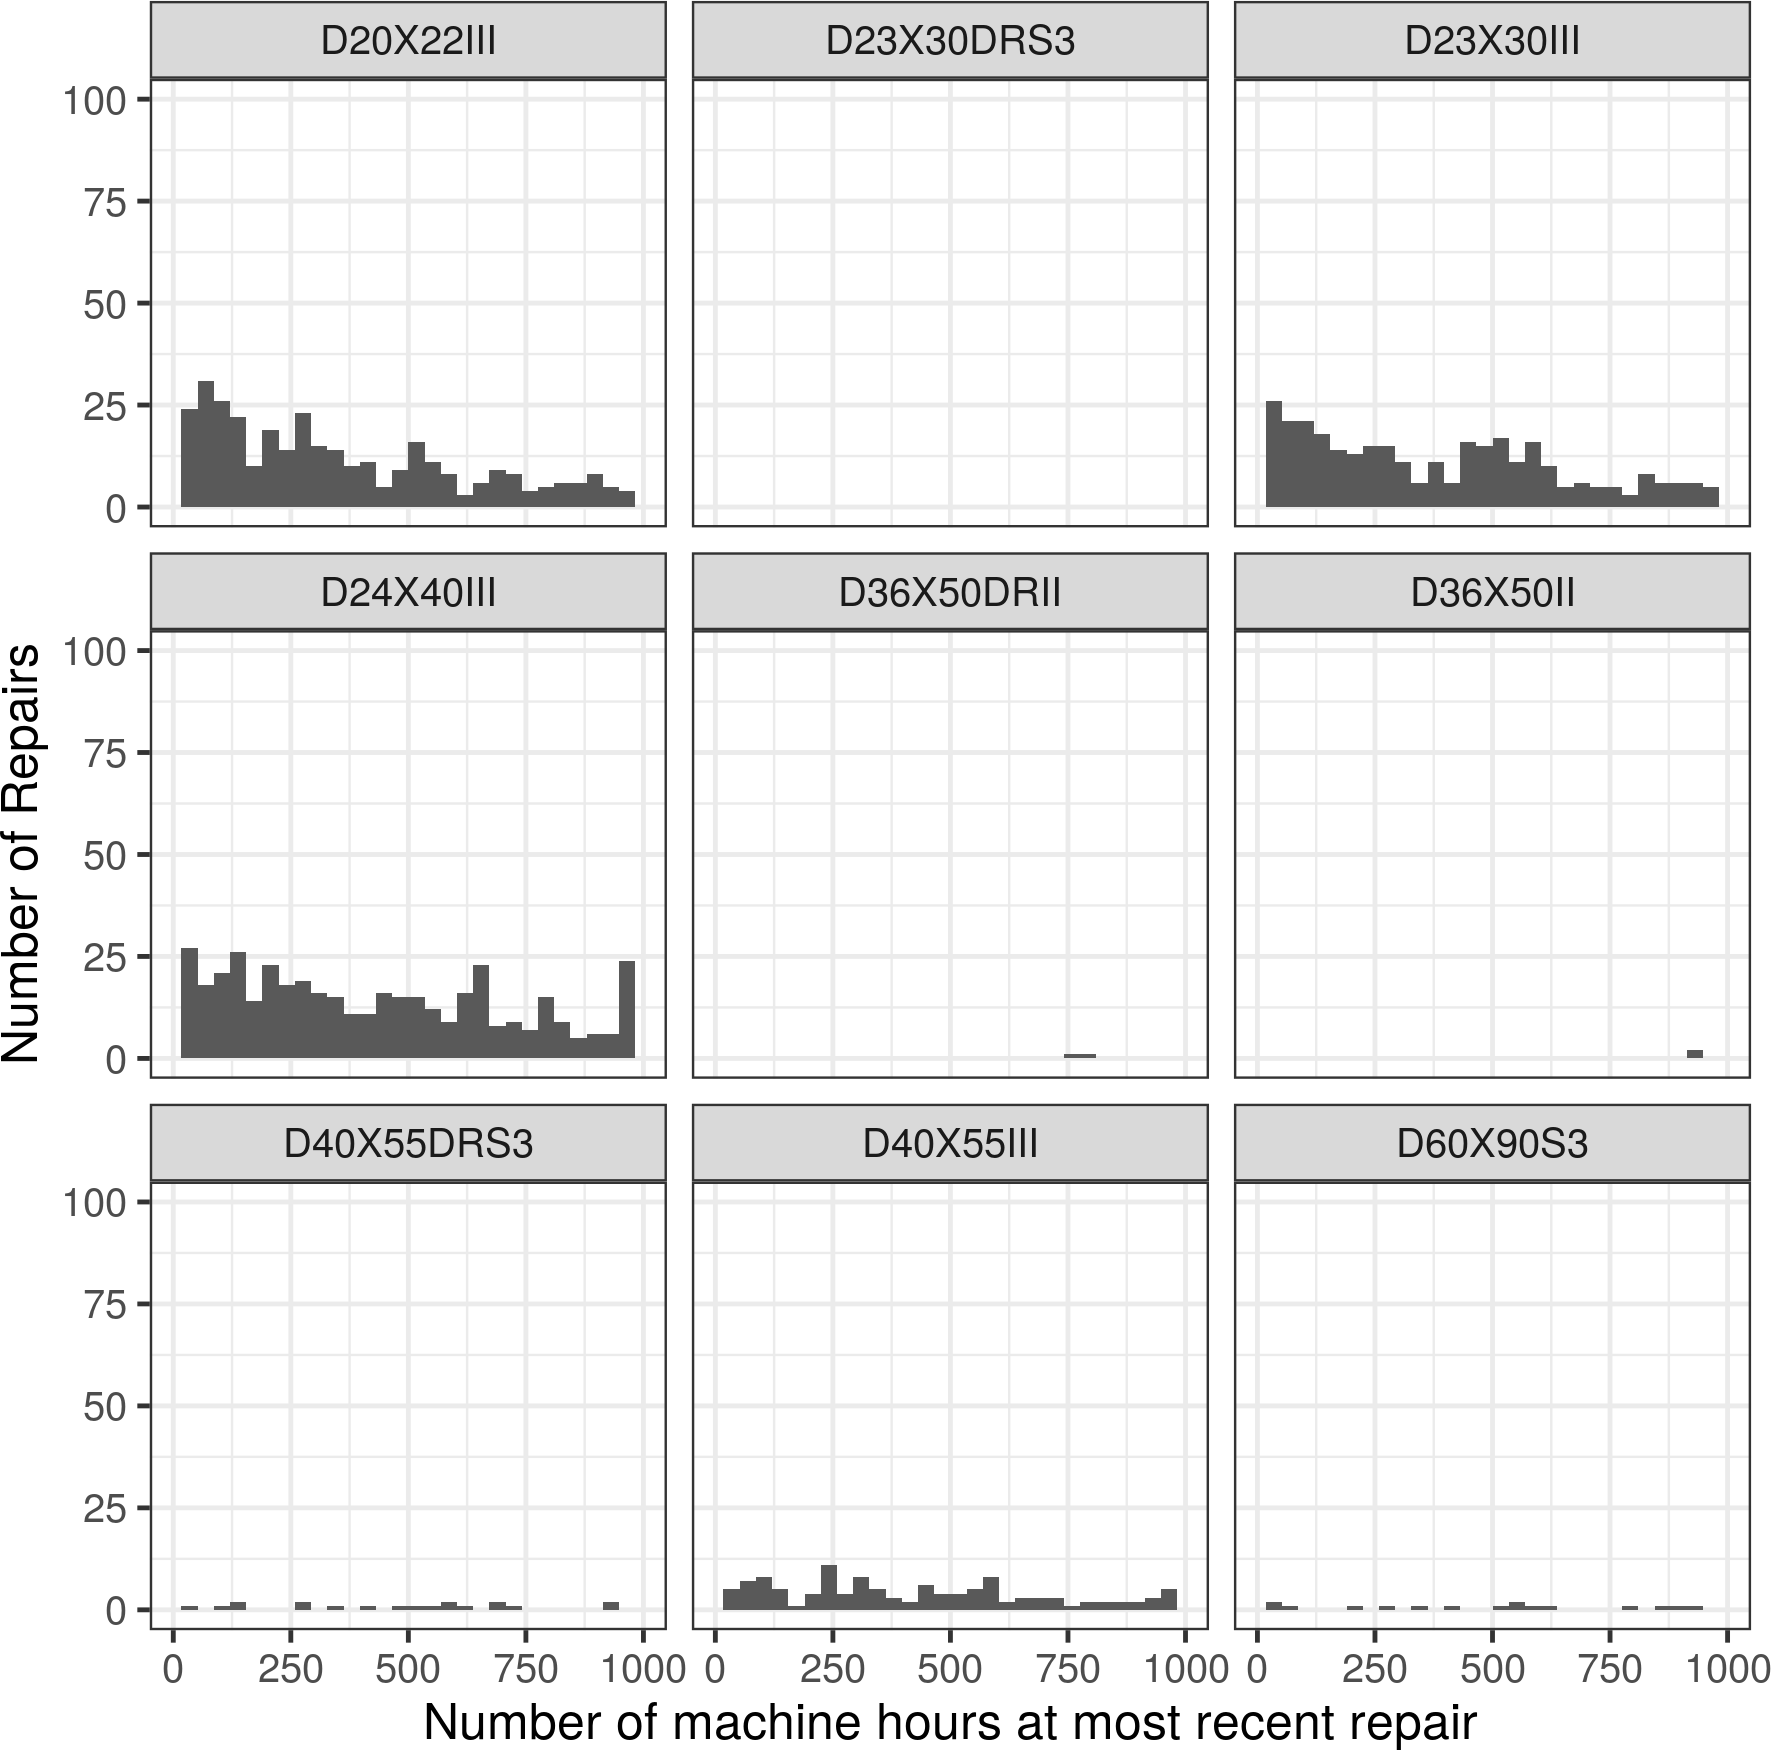 D20X22III D23X30DRS3 D23X30III
100
75
50
25
0
D24X40III D36X50DRII D36X50II
100
75
50
25
0
D40X55DRS3 D40X55III D60X90S3
100
75
50
25
0
0 250 500 750 1000 0 250 500 750 1000 0 250 500 750 1000
Number of machine hours at most recent repair
Number of Repairs